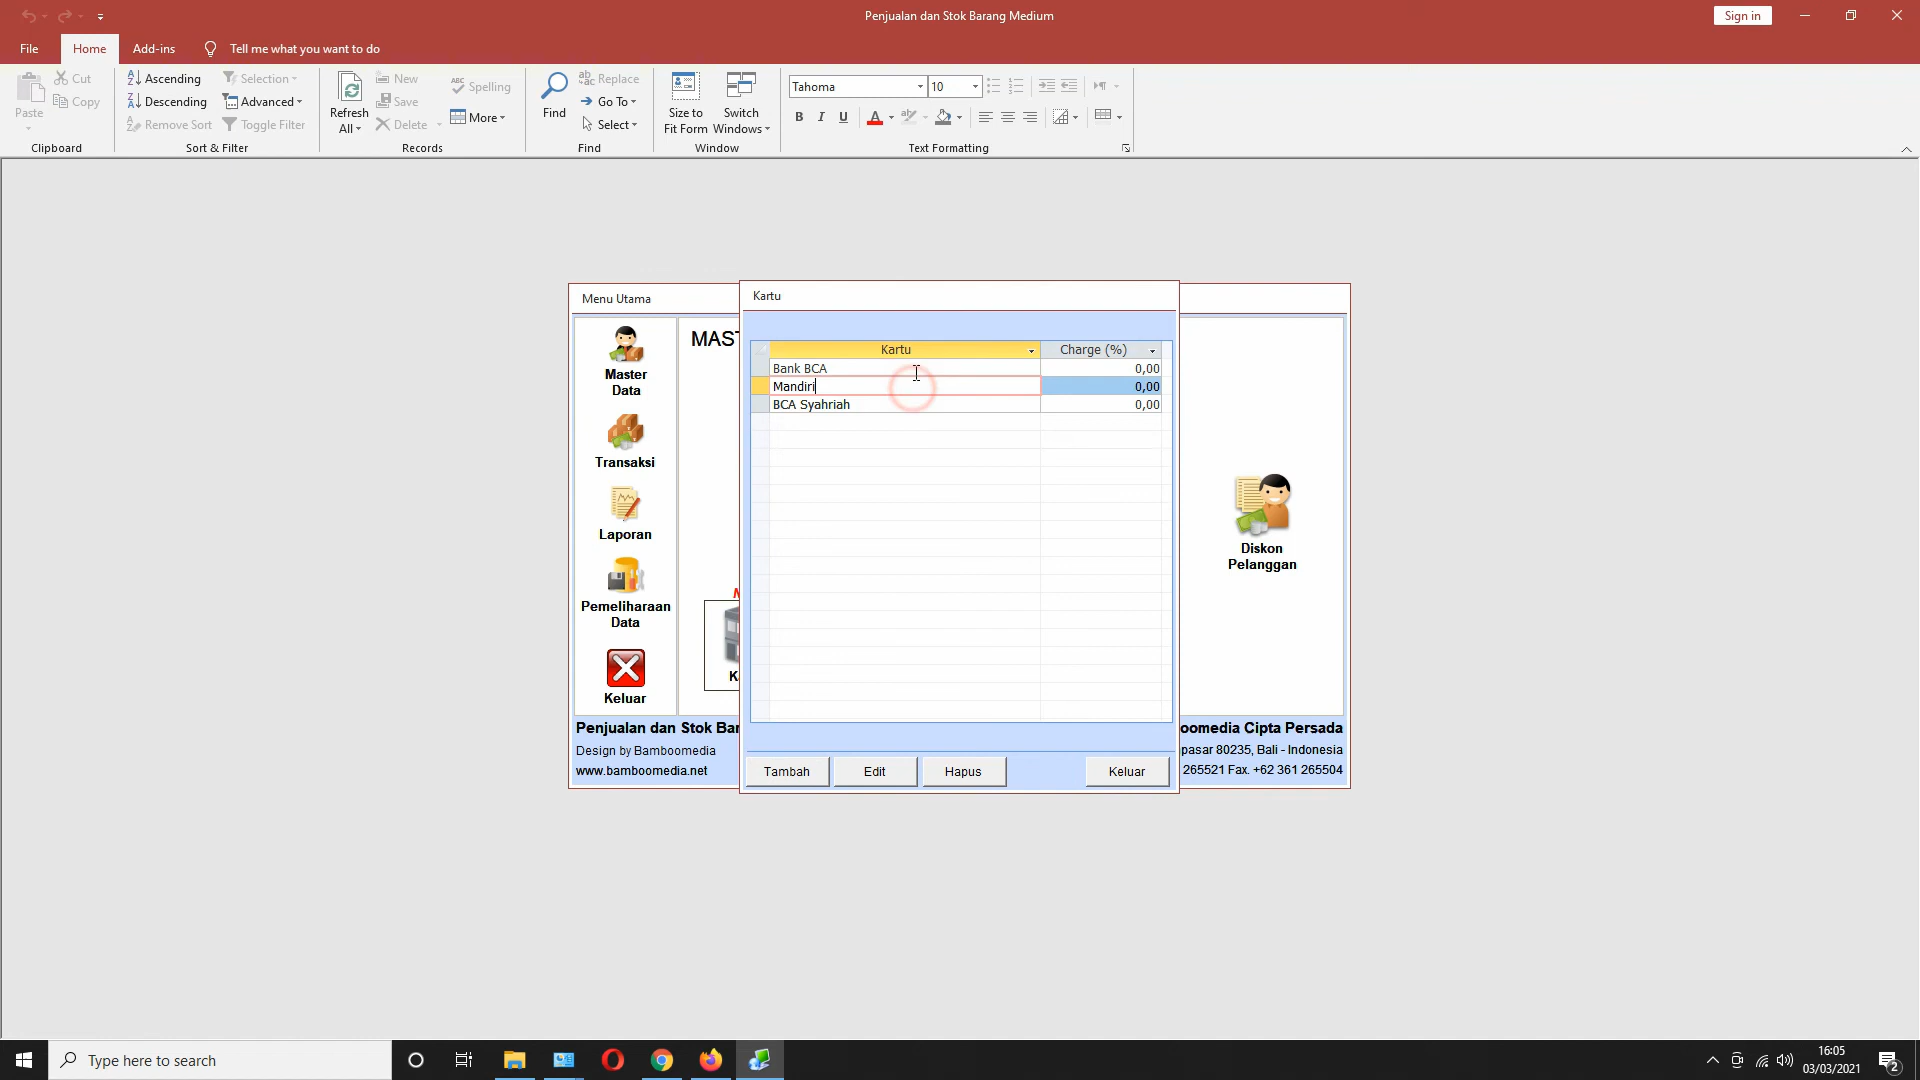 Penjualan dan Stok Barang Medium
Sign in
File
Home
Add-ins
Tell me what you want to do
Paste
Cut
Copy
Clipboard
Ascending
Descending
Remove Sort
Selection
Advanced
Toggle Filter
Sort & Filter
Refresh
All
New
Save
Delete
Spelling
More
Records
Find
Replace
Go To
Select
Find
Size to
Fit Form
Switch
Windows
Window
Tahoma
10
B I U
Text Formatting
Menu Utama
Kartu
Master
Data
Transaksi
Laporan
Pemeliharaan
Data
Keluar
MAST
Kartu
Charge (%)
Bank BCA
0,00
Mandiri
0,00
BCA Syahriah
0,00
Diskon
Pelanggan
Penjualan dan Stok Bar
Design by Bamboomedia
www.bamboomedia.net
oomedia Cipta Persada
pasar 80235, Bali - Indonesia
265521 Fax. +62 361 265504
Tambah
Edit
Hapus
Keluar
Type here to search
16:05
03/03/2021
2